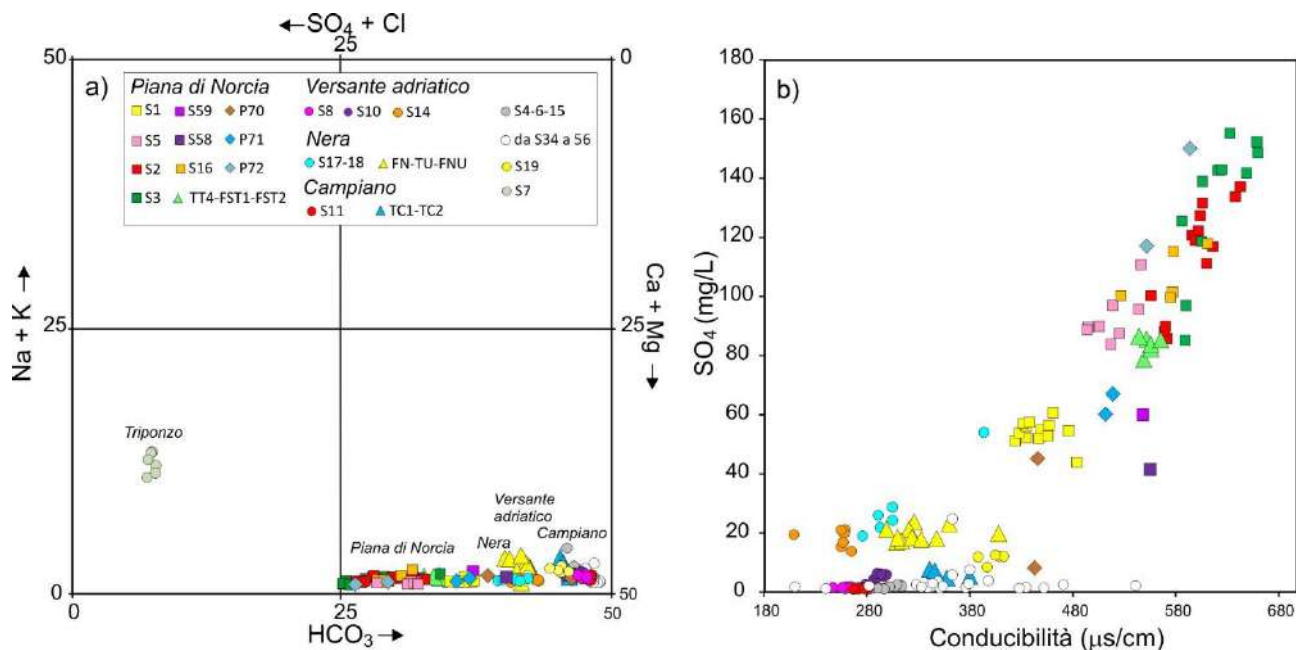 ←SO₄ + Cl
50
25
0
a)
Piana di Norcia
Versante adriatico
S1
S59
P70
S8
S10
S14
S4-6-15
S5
S58
P71
Nera
da S34 a 56
S2
S16
P72
S17-18
FN-TU-FNU
S19
S3
TT4-FST1-FST2
Campiano
S7
S11
TC1-TC2
Na + K →
25
25
Ca + Mg →
Triponzo
Versante
adriatico
Campiano
Piana di Norcia
Nera
0
25
50
HCO₃→
b)
SO₄ (mg/L)
180
160
140
120
100
80
60
40
20
0
180
280
380
480
580
680
Conducibilità (µs/cm)